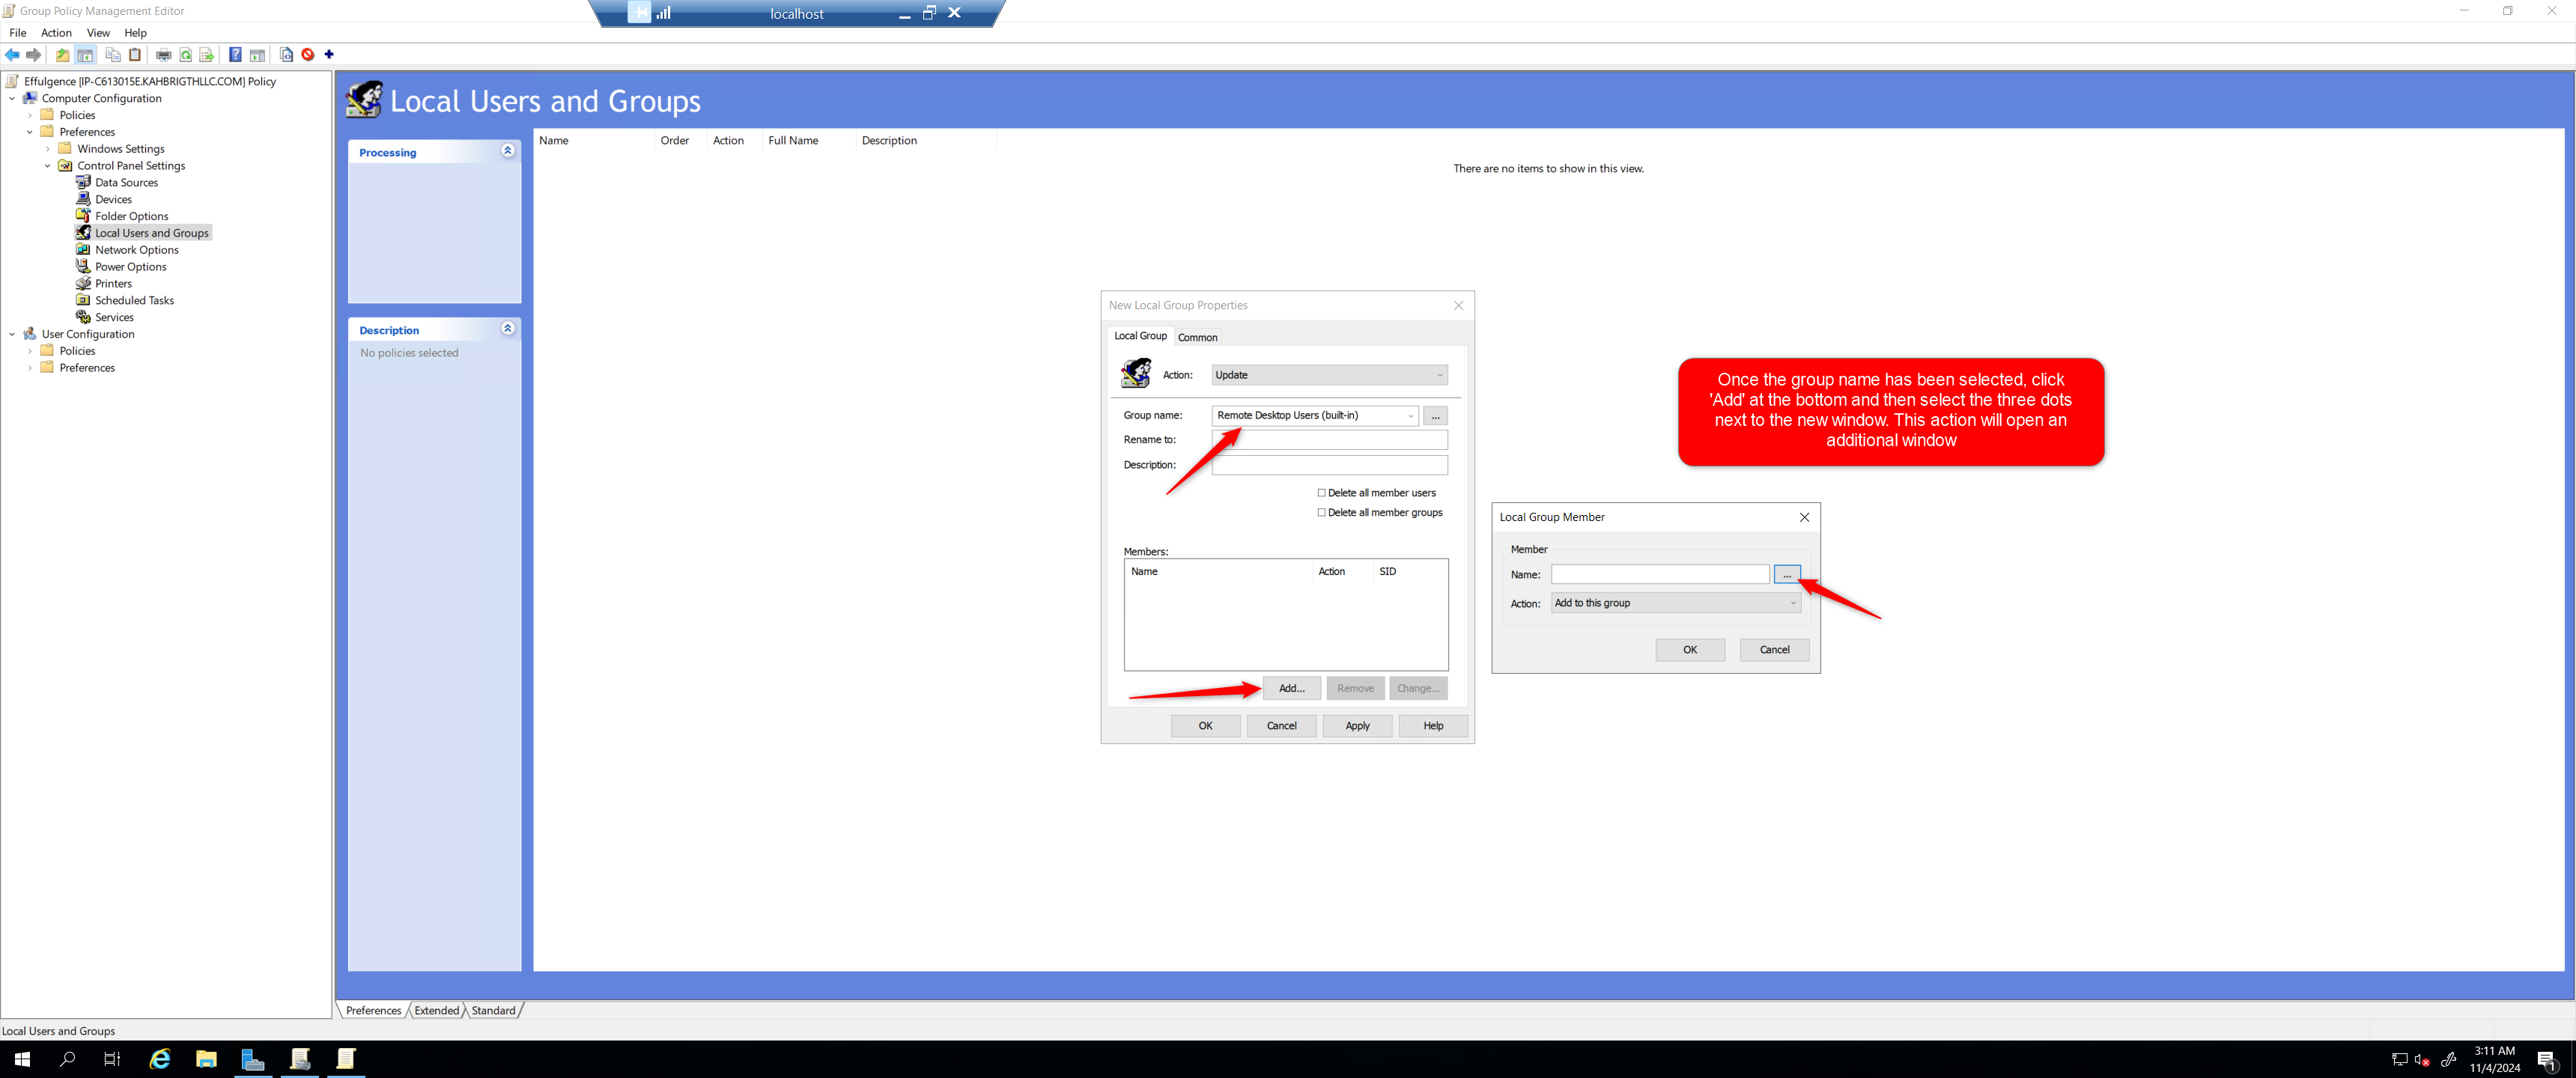 Group Policy Management Editor
localhost
File Action View Help
Effulgence [IP-C613015E.KAHBRIGTHLLC.COM] Policy
Computer Configuration
Policies
Preferences
Windows Settings
Control Panel Settings
Data Sources
Devices
Folder Options
Local Users and Groups
Network Options
Power Options
Printers
Scheduled Tasks
Services
User Configuration
Policies
Preferences
Local Users and Groups
Processing
Description
No policies selected
Name Order Action Full Name Description
There are no items to show in this view.
New Local Group Properties
Local Group Common
Action: Update
Group name: Remote Desktop Users (built-in) ...
Rename to:
Description:
Delete all member users
Delete all member groups
Members:
Name Action SID
Add... Remove Change...
OK Cancel Apply Help
Once the group name has been selected, click
'Add' at the bottom and then select the three dots
next to the new window. This action will open an
additional window
Local Group Member
Member
Name: ...
Action: Add to this group
OK Cancel
Preferences Extended Standard
Local Users and Groups
3:11 AM
11/4/2024
1